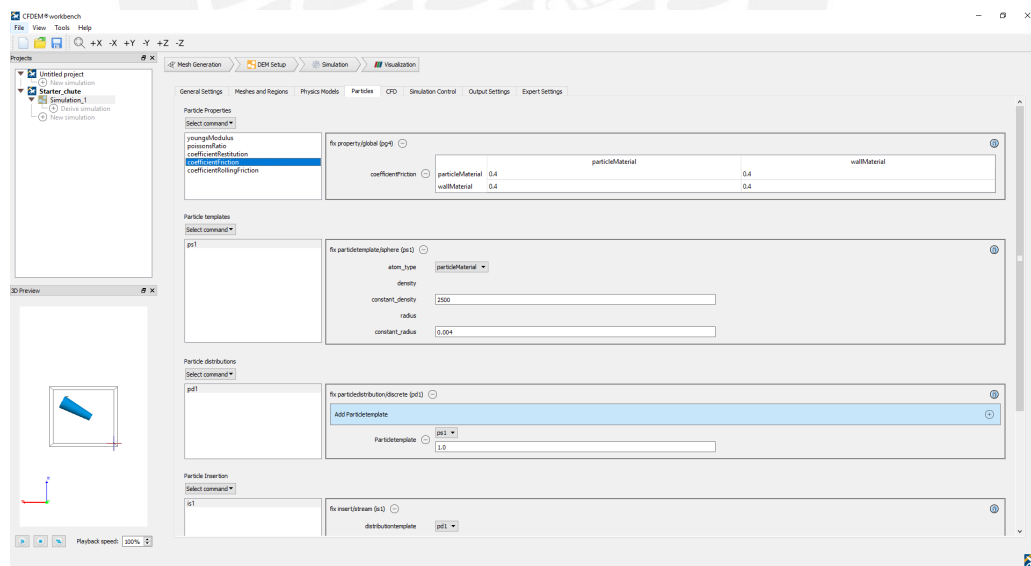 CFDEM®workbench
File View Tools Help
+X -X +Y -Y +Z -Z
Projects
Untitled project
New simulation
Starter_chute
Simulation_1
Derive simulation
New simulation
3D Preview
Playback speed: 100%
Mesh Generation DEM Setup Simulation Visualization
General Settings Meshes and Regions Physics Models Particles CFD Simulation Control Output Settings Expert Settings
Particle Properties
Select command
youngsModulus
poissonsRatio
coefficientRestitution
coefficientFriction
coefficientRollingFriction
fix property/global (pg4)
particleMaterial wallMaterial
coefficientFriction particleMaterial 0.4 0.4
wallMaterial 0.4 0.4
Particle templates
Select command
ps1
fix particletemplate/sphere (ps1)
atom_type particleMaterial
density
constant_density 2500
radius
constant_radius 0.004
Particle distributions
Select command
pd1
fix particledistribution/discrete (pd1)
Add Particletemplate
Particletemplate ps1
1.0
Particle Insertion
Select command
is1
fix insert/stream (is1)
distributiontemplate pd1